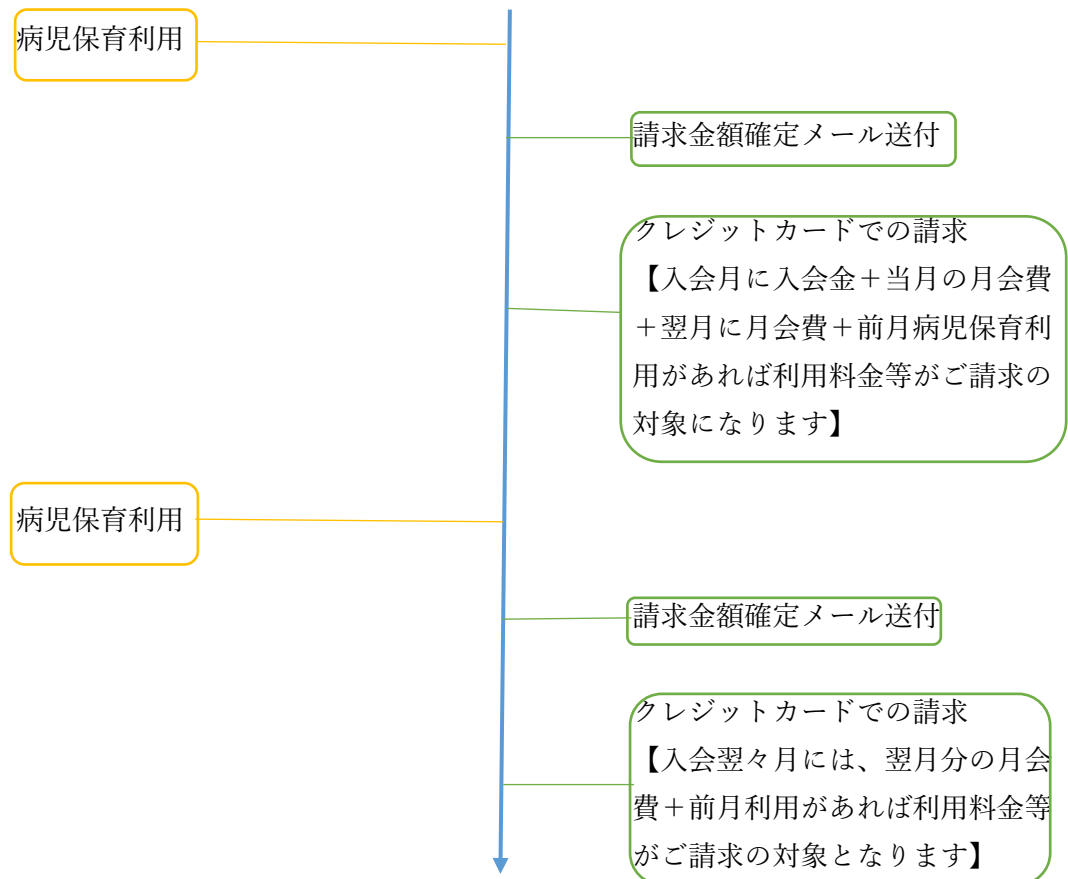 病児保育利用
請求金額確定メール送付
クレジットカードでの請求
【入会月に入会金＋当月の月会費
＋翌月に月会費＋前月病児保育利
用があれば利用料金等がご請求の
対象になります】
病児保育利用
請求金額確定メール送付
クレジットカードでの請求
【入会翌々月には、翌月分の月会
費＋前月利用があれば利用料金等
がご請求の対象となります】